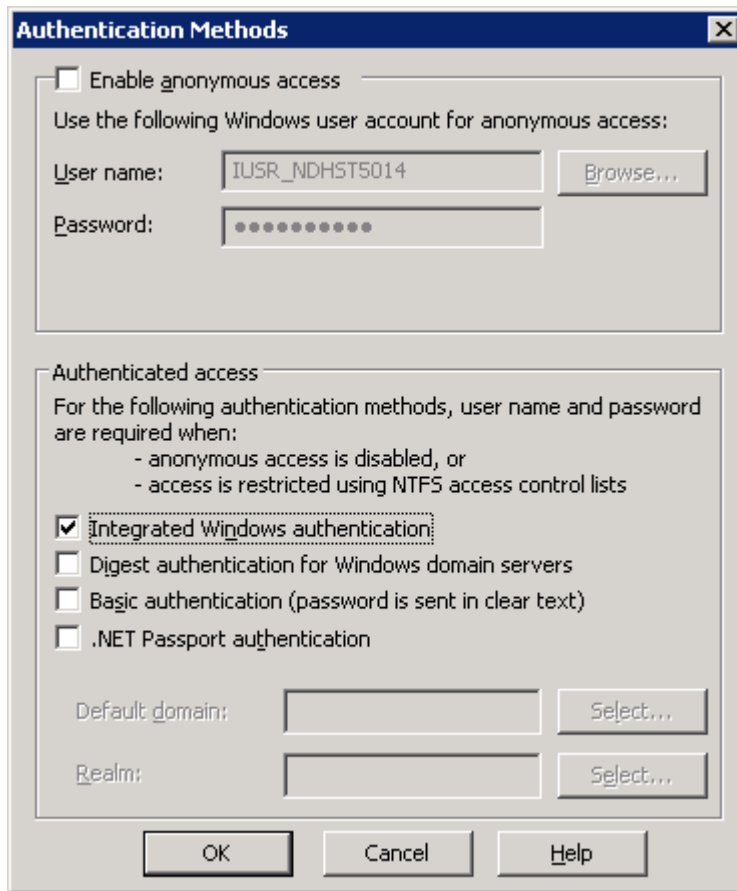 Authentication Methods
Enable anonymous access
Use the following Windows user account for anonymous access:
User name:
IUSR_NDHST5014
Browse...
Password:
●●●●●●●●●●
Authenticated access
For the following authentication methods, user name and password
are required when:
- anonymous access is disabled, or
- access is restricted using NTFS access control lists
Integrated Windows authentication
Digest authentication for Windows domain servers
Basic authentication (password is sent in clear text)
.NET Passport authentication
Default domain:
Select...
Realm:
Select...
OK
Cancel
Help